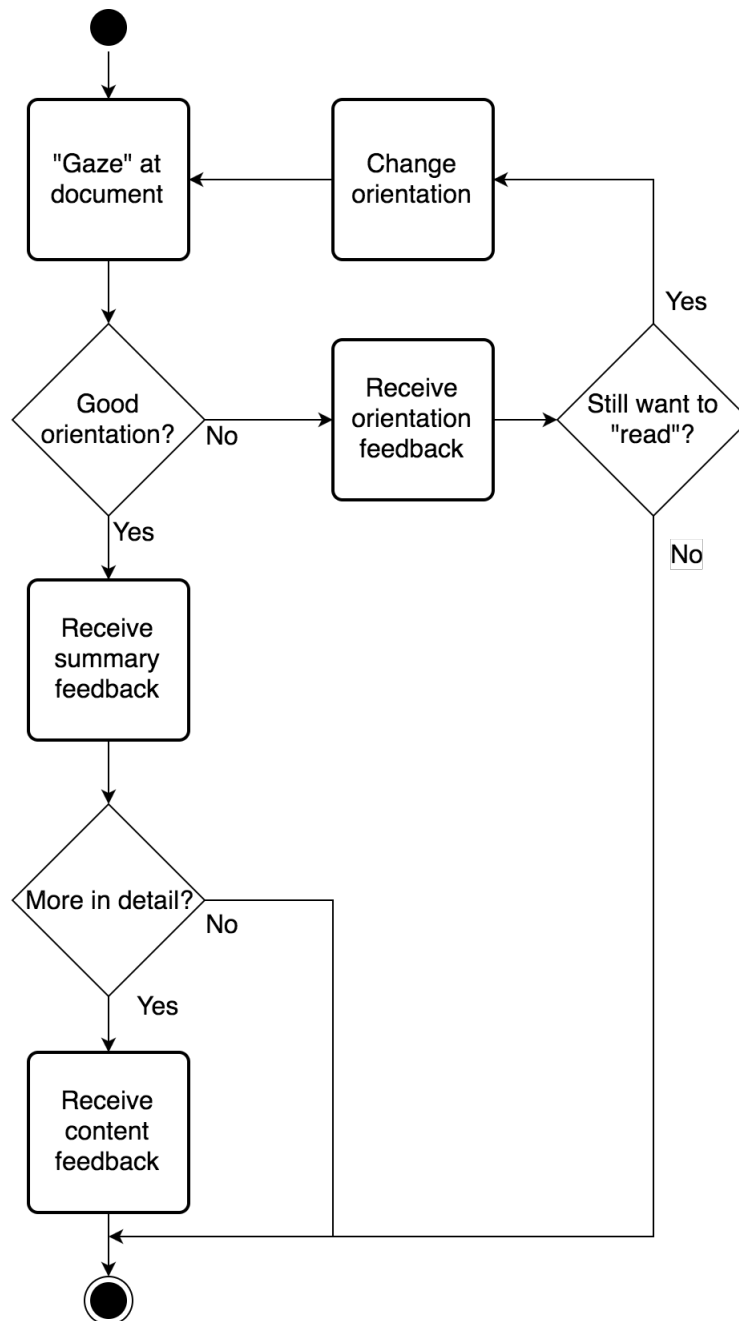 "Gaze" at
document
Change
orientation
Yes
Good
orientation?
No
Receive
orientation
feedback
Still want to
"read"?
Yes
No
Receive
summary
feedback
More in detail?
No
Yes
Receive
content
feedback